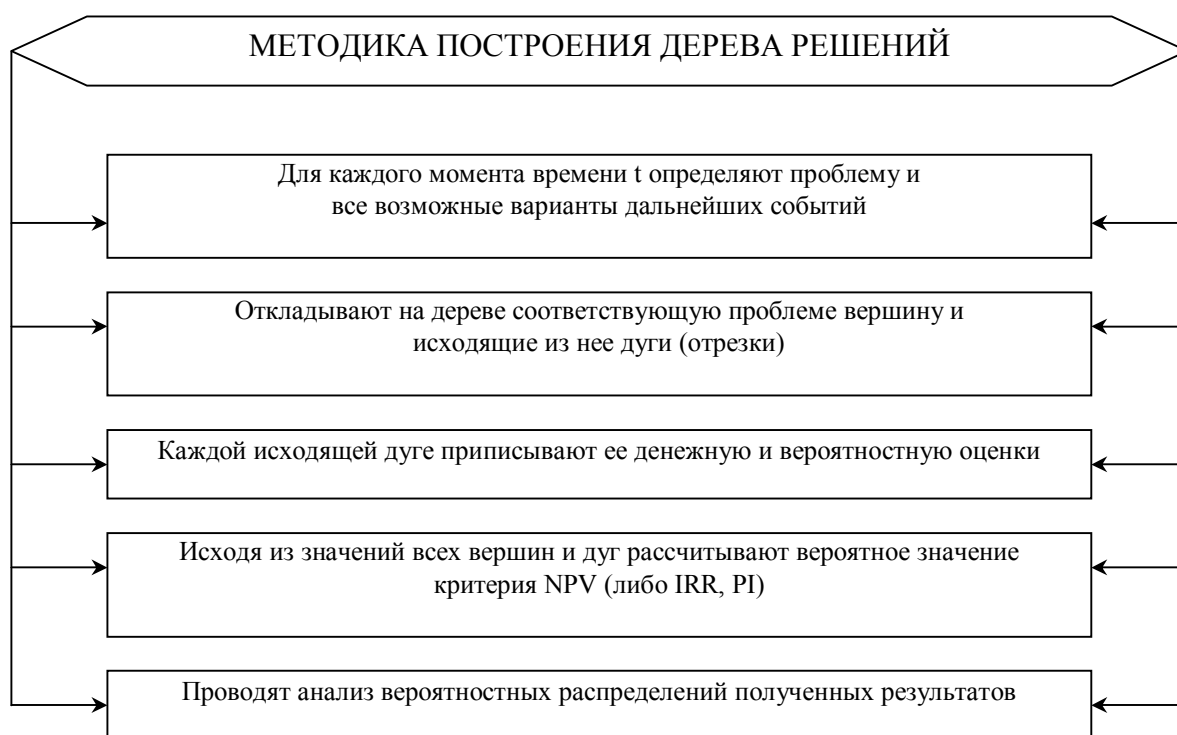 МЕТОДИКА ПОСТРОЕНИЯ ДЕРЕВА РЕШЕНИЙ
Для каждого момента времени t определяют проблему и
все возможные варианты дальнейших событий
Откладывают на дереве соответствующую проблеме вершину и
исходящие из нее дуги (отрезки)
Каждой исходящей дуге приписывают ее денежную и вероятностную оценки
Исходя из значений всех вершин и дуг рассчитывают вероятное значение
критерия NPV (либо IRR, PI)
Проводят анализ вероятностных распределений полученных результатов